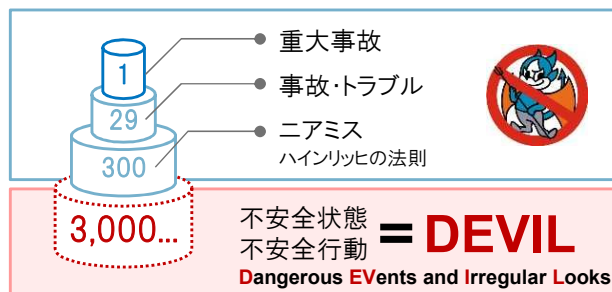 1
重大事故
29
事故･トラブル
300
ニアミス
ハインリッヒの法則
3,000...
不安全状態
不安全行動
= DEVIL
Dangerous EVents and Irregular Looks